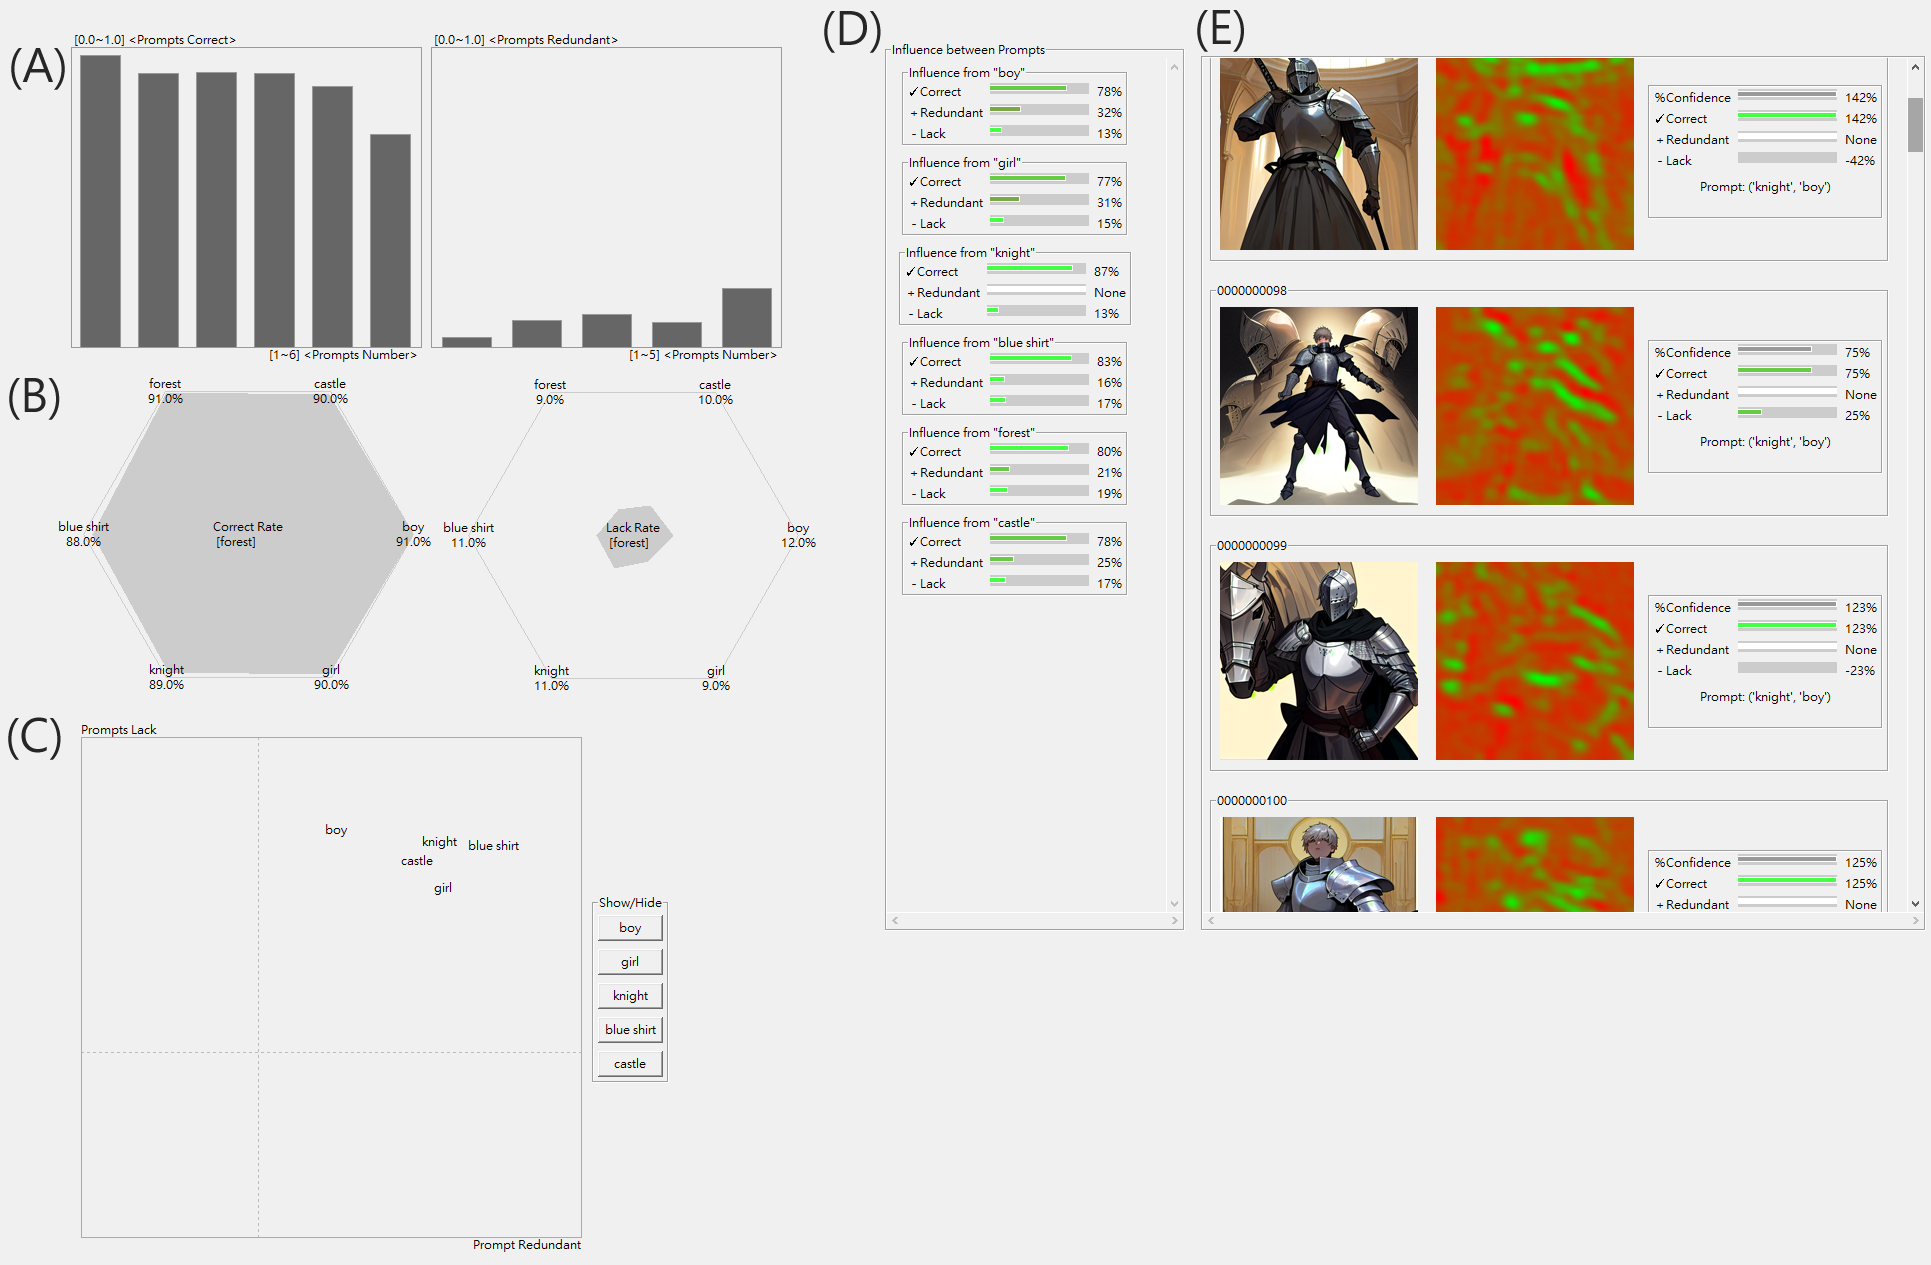 (A)
[0.0~1.0] <Prompts Correct>
[1~6] <Prompts Number>
[0.0~1.0] <Prompts Redundant>
[1~5] <Prompts Number>
(B)
forest
91.0%
castle
90.0%
blue shirt
88.0%
Correct Rate
[forest]
boy
91.0%
knight
89.0%
girl
90.0%
forest
9.0%
castle
10.0%
blue shirt
11.0%
Lack Rate
[forest]
boy
12.0%
knight
11.0%
girl
9.0%
(C)
Prompts Lack
boy
knight
blue shirt
castle
girl
Prompt Redundant
Show/Hide
boy
girl
knight
blue shirt
castle
(D)
Influence between Prompts
Influence from "boy"
✓Correct 78%
+ Redundant 32%
- Lack 13%
Influence from "girl"
✓Correct 77%
+ Redundant 31%
- Lack 15%
Influence from "knight"
✓Correct 87%
+ Redundant None
- Lack 13%
Influence from "blue shirt"
✓Correct 83%
+ Redundant 16%
- Lack 17%
Influence from "forest"
✓Correct 80%
+ Redundant 21%
- Lack 19%
Influence from "castle"
✓Correct 78%
+ Redundant 25%
- Lack 17%
(E)
%Confidence 142%
✓Correct 142%
+ Redundant None
- Lack -42%
Prompt: ('knight', 'boy')
0000000098
%Confidence 75%
✓Correct 75%
+ Redundant None
- Lack 25%
Prompt: ('knight', 'boy')
0000000099
%Confidence 123%
✓Correct 123%
+ Redundant None
- Lack -23%
Prompt: ('knight', 'boy')
0000000100
%Confidence 125%
✓Correct 125%
+ Redundant None